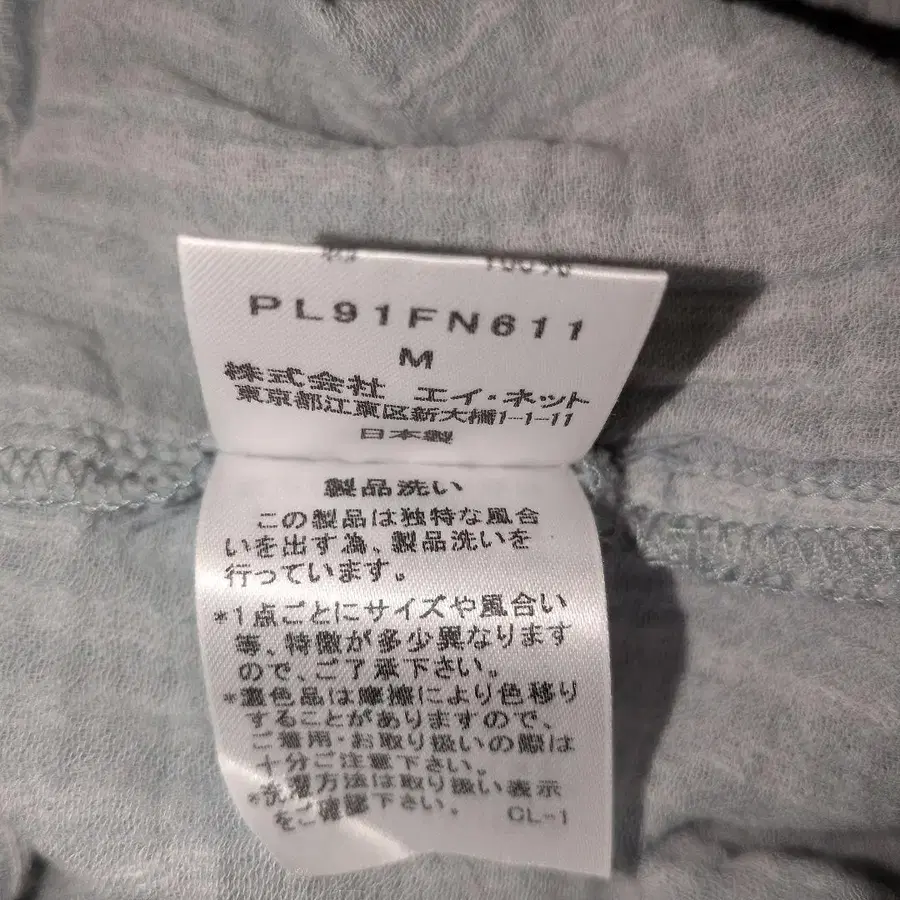 綿 100%
PL91FN611
M
株式会社 エイ・ネット
東京都江東区新大橋1-1-11
日本製
製品洗い
この製品は独特な風合
いを出す為、製品洗いを
行っています。
*1点ごとにサイズや風合い
等、特徴が多少異なります
ので、ご了承下さい。
*濃色品は摩擦により色移り
することがありますので、
ご着用・お取り扱いの際は
十分ご注意下さい。
*洗濯方法は取り扱い表示
をご確認下さい。 CL-1